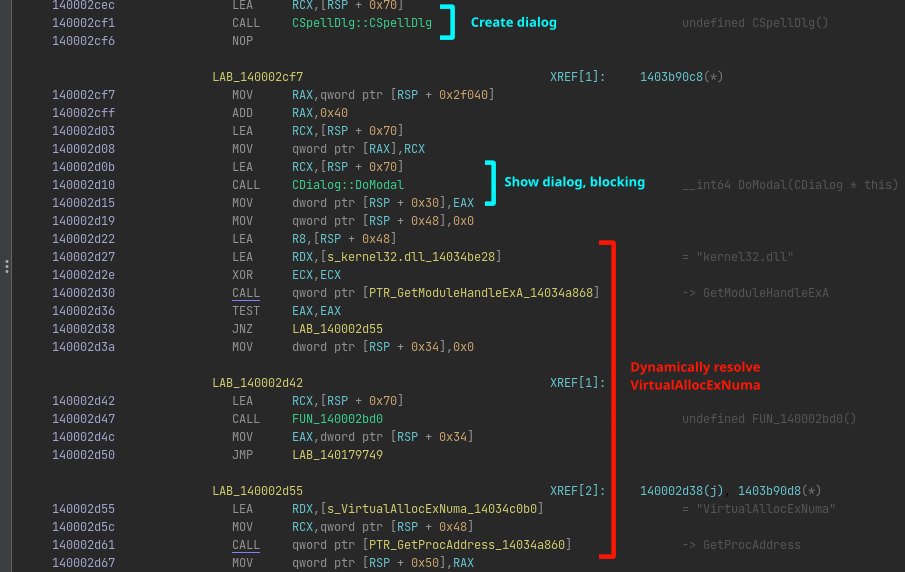 140002cec LEA RCX,[RSP + 0x70]
140002cf1 CALL CSpellDlg::CSpellDlg undefined CSpellDlg()
Create dialog
140002cf6 NOP
LAB_140002cf7 XREF[1]: 1403b90c8(*)
140002cf7 MOV RAX,qword ptr [RSP + 0x2f040]
140002cff ADD RAX,0x40
140002d03 LEA RCX,[RSP + 0x70]
140002d08 MOV qword ptr [RAX],RCX
140002d0b LEA RCX,[RSP + 0x70]
Show dialog, blocking
140002d10 CALL CDialog::DoModal __int64 DoModal(CDialog * this)
140002d15 MOV dword ptr [RSP + 0x30],EAX
140002d19 MOV qword ptr [RSP + 0x48],0x0
140002d22 LEA R8,[RSP + 0x48]
140002d27 LEA RDX,[s_kernel32.dll_14034be28] = "kernel32.dll"
140002d2e XOR ECX,ECX
140002d30 CALL qword ptr [PTR_GetModuleHandleExA_14034a868] -> GetModuleHandleExA
140002d36 TEST EAX,EAX
140002d38 JNZ LAB_140002d55
140002d3a MOV dword ptr [RSP + 0x34],0x0
Dynamically resolve
VirtualAllocExNuma
LAB_140002d42 XREF[1]:
140002d42 LEA RCX,[RSP + 0x70]
140002d47 CALL FUN_140002bd0 undefined FUN_140002bd0()
140002d4c MOV EAX,dword ptr [RSP + 0x34]
140002d50 JMP LAB_140179749
LAB_140002d55 XREF[2]: 140002d38(j), 1403b90d8(*)
140002d55 LEA RDX,[s_VirtualAllocExNuma_14034c0b0] = "VirtualAllocExNuma"
140002d5c MOV RCX,qword ptr [RSP + 0x48]
140002d61 CALL qword ptr [PTR_GetProcAddress_14034a860] -> GetProcAddress
140002d67 MOV qword ptr [RSP + 0x50],RAX